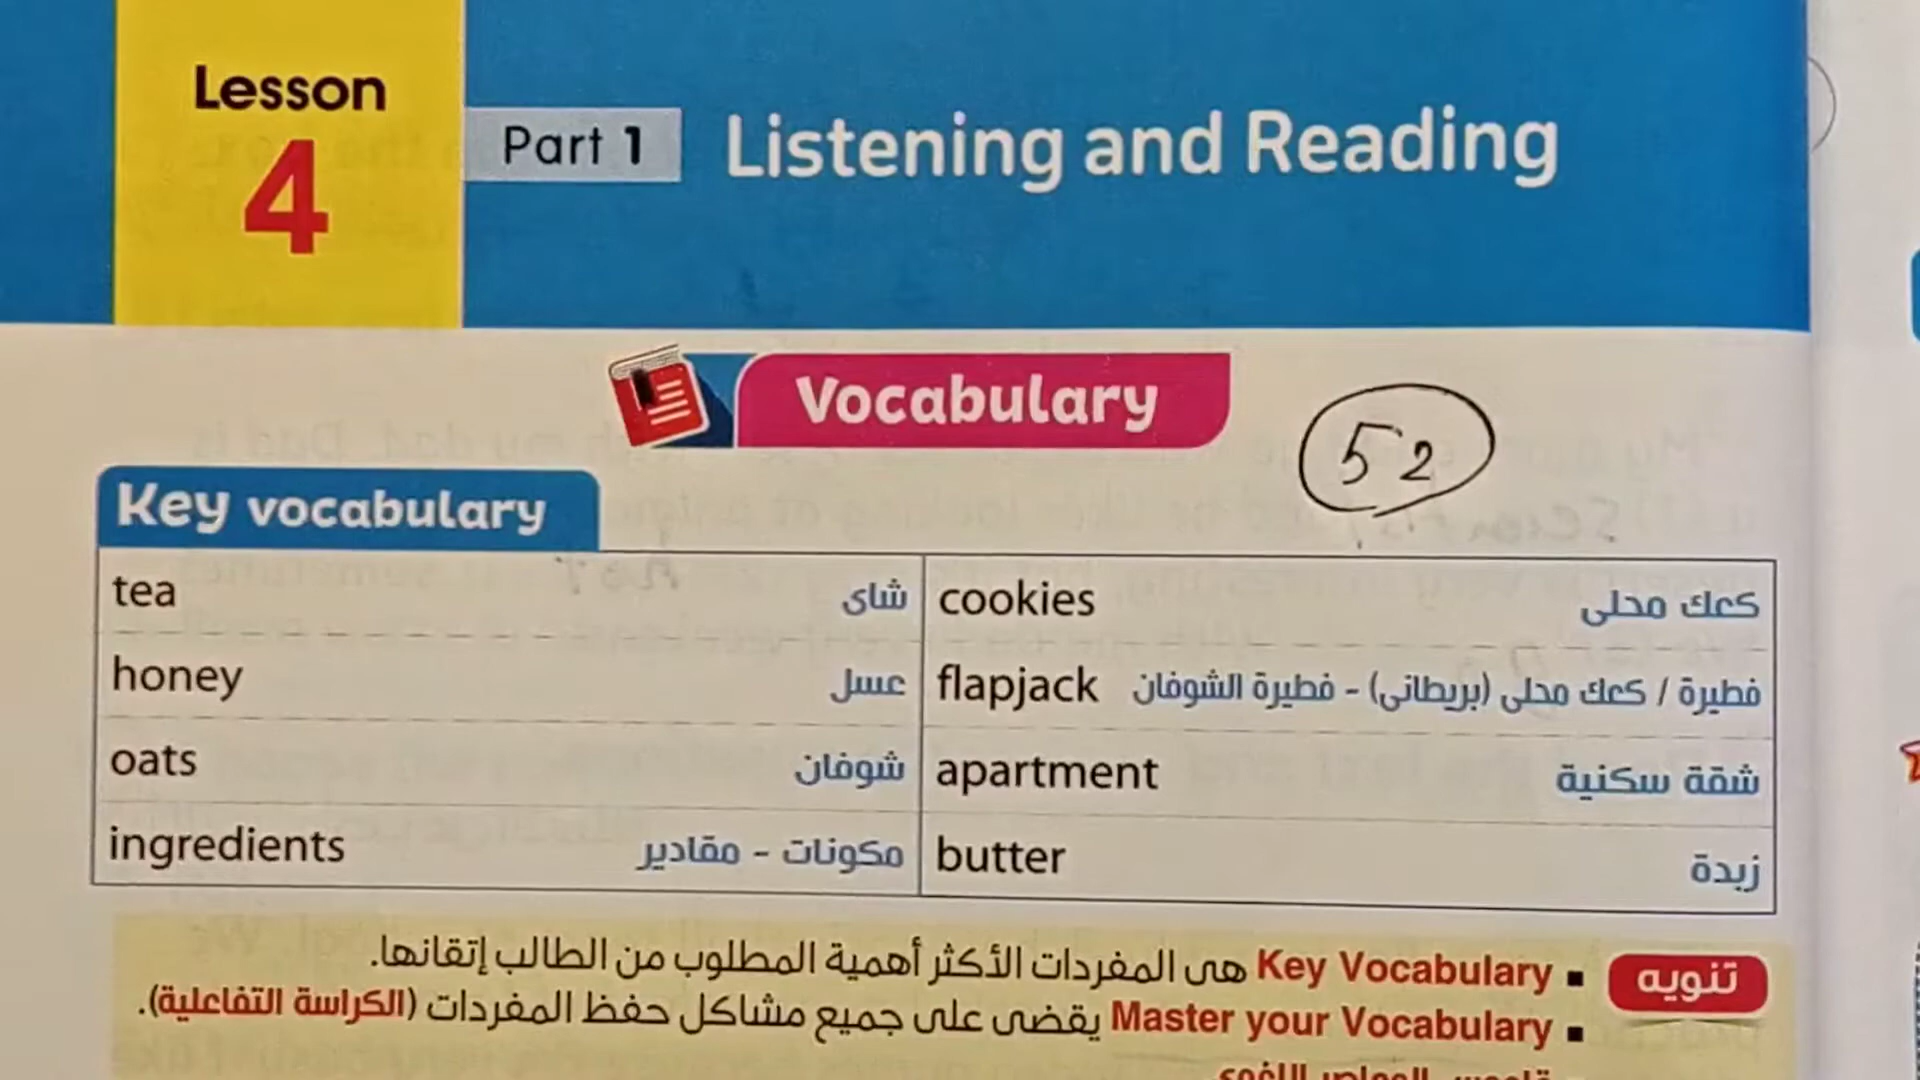 Lesson
4
Part 1
Listening and Reading
Vocabulary
52
Key vocabulary
tea شاى
cookies كعك محلى
honey عسل
flapjack فطيرة / كعك محلى (بريطانى) - فطيرة الشوفان
oats شوفان
apartment شقة سكنية
ingredients مكونات - مقادير
butter زبدة
تنويه
▪ Key Vocabulary هى المفردات الأكثر أهمية المطلوب من الطالب إتقانها.
▪ Master your Vocabulary يقضى على جميع مشاكل حفظ المفردات (الكراسة التفاعلية).